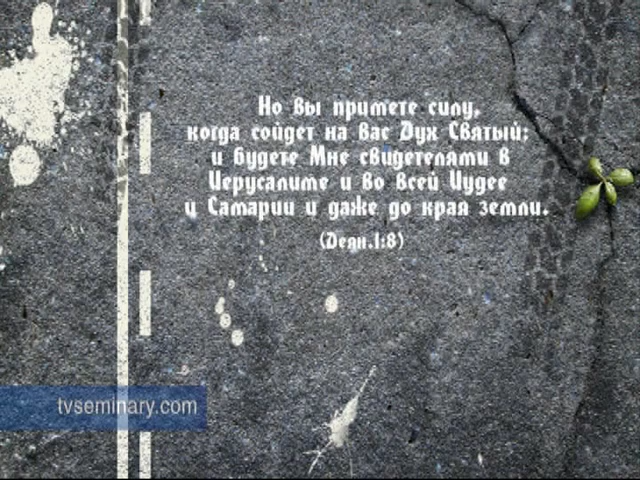 Но вы примете силу,
когда сойдет на вас Дух Святый;
и будете Мне свидетелями в
Иерусалиме и во всей Иудее
и Самарии и даже до края земли.
(Деян.1:8)
tvseminary.com